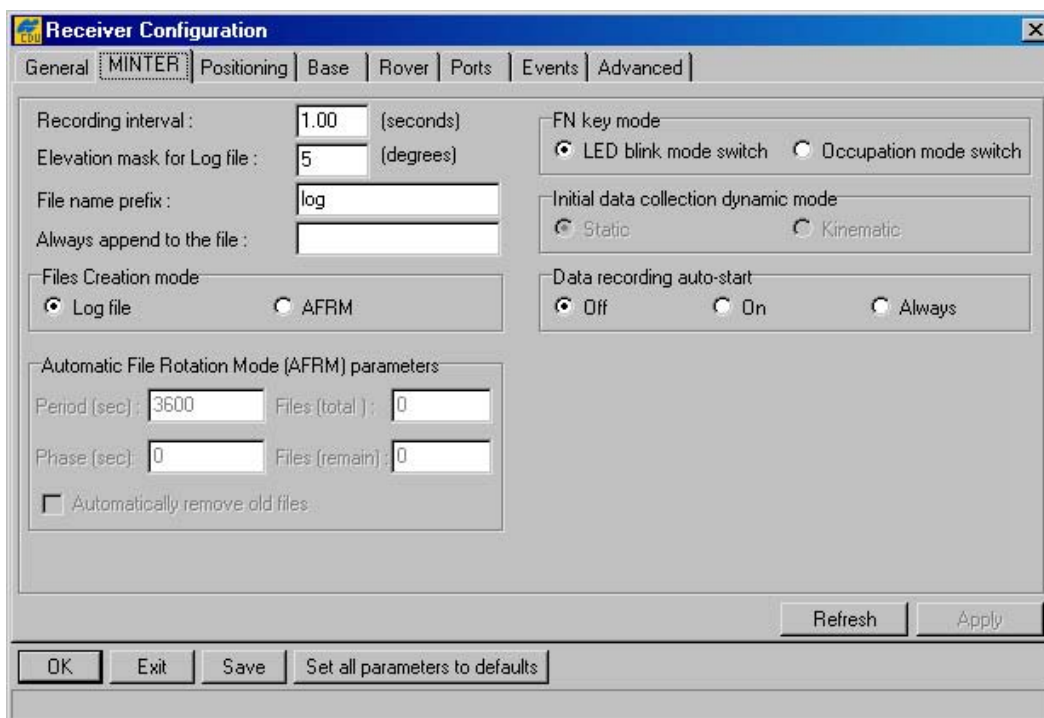 CDU Receiver Configuration
General MINTER Positioning Base Rover Ports Events Advanced
Recording interval : 1.00 (seconds)
Elevation mask for Log file : 5 (degrees)
File name prefix : log
Always append to the file :
Files Creation mode
Log file AFRM
Automatic File Rotation Mode (AFRM) parameters
Period (sec) : 3600 Files (total ) : 0
Phase (sec): 0 Files (remain) : 0
Automatically remove old files
FN key mode
LED blink mode switch Occupation mode switch
Initial data collection dynamic mode
Static Kinematic
Data recording auto-start
Off On Always
Refresh Apply
OK Exit Save Set all parameters to defaults